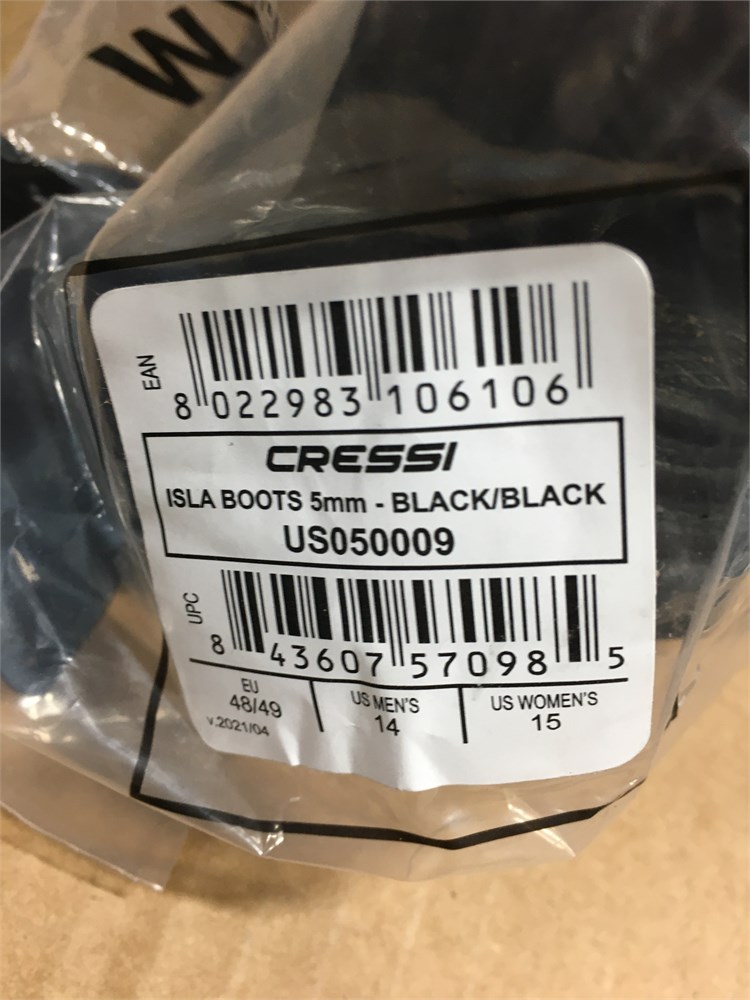 W
EAN
8 022983 106106
CRESSI
ISLA BOOTS 5mm - BLACK/BLACK
US050009
UPC
8 43607 57098 5
EU
48/49
v.2021/04
US MEN'S
14
US WOMEN'S
15